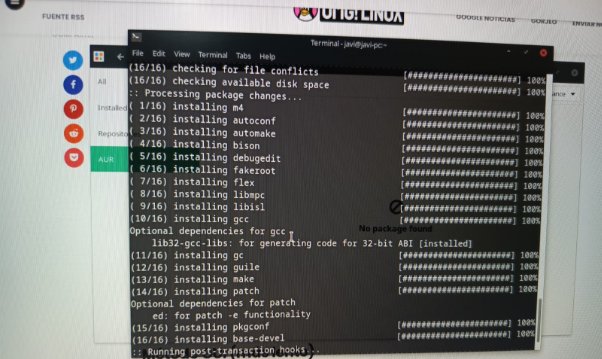 FUENTE RSS
OMG! LINUX
GOOGLE NOTICIAS
Terminal - javi@javi-pc:~
File Edit View Terminal Tabs Help
All
Installed
AUR
(16/16) checking for file conflicts [######################] 100%
(16/16) checking available disk space [######################] 100%
:: Processing package changes...
( 1/16) installing m4 [######################] 100%
( 2/16) installing autoconf [######################] 100%
( 3/16) installing automake [######################] 100%
( 4/16) installing bison [######################] 100%
( 5/16) installing debugedit [######################] 100%
( 6/16) installing fakeroot [######################] 100%
( 7/16) installing flex [######################] 100%
( 8/16) installing libmpc [######################] 100%
( 9/16) installing libisl [######################] 100%
(10/16) installing gcc [######################] 100%
Optional dependencies for gcc
No package found
lib32-gcc-libs: for generating code for 32-bit ABI [installed]
(11/16) installing gc [######################] 100%
(12/16) installing guile [######################] 100%
(13/16) installing make [######################] 100%
(14/16) installing patch [######################] 100%
Optional dependencies for patch
ed: for patch -e functionality
(15/16) installing pkgconf [######################] 100%
(16/16) installing base-devel [######################] 100%
:: Running post-transaction hooks...